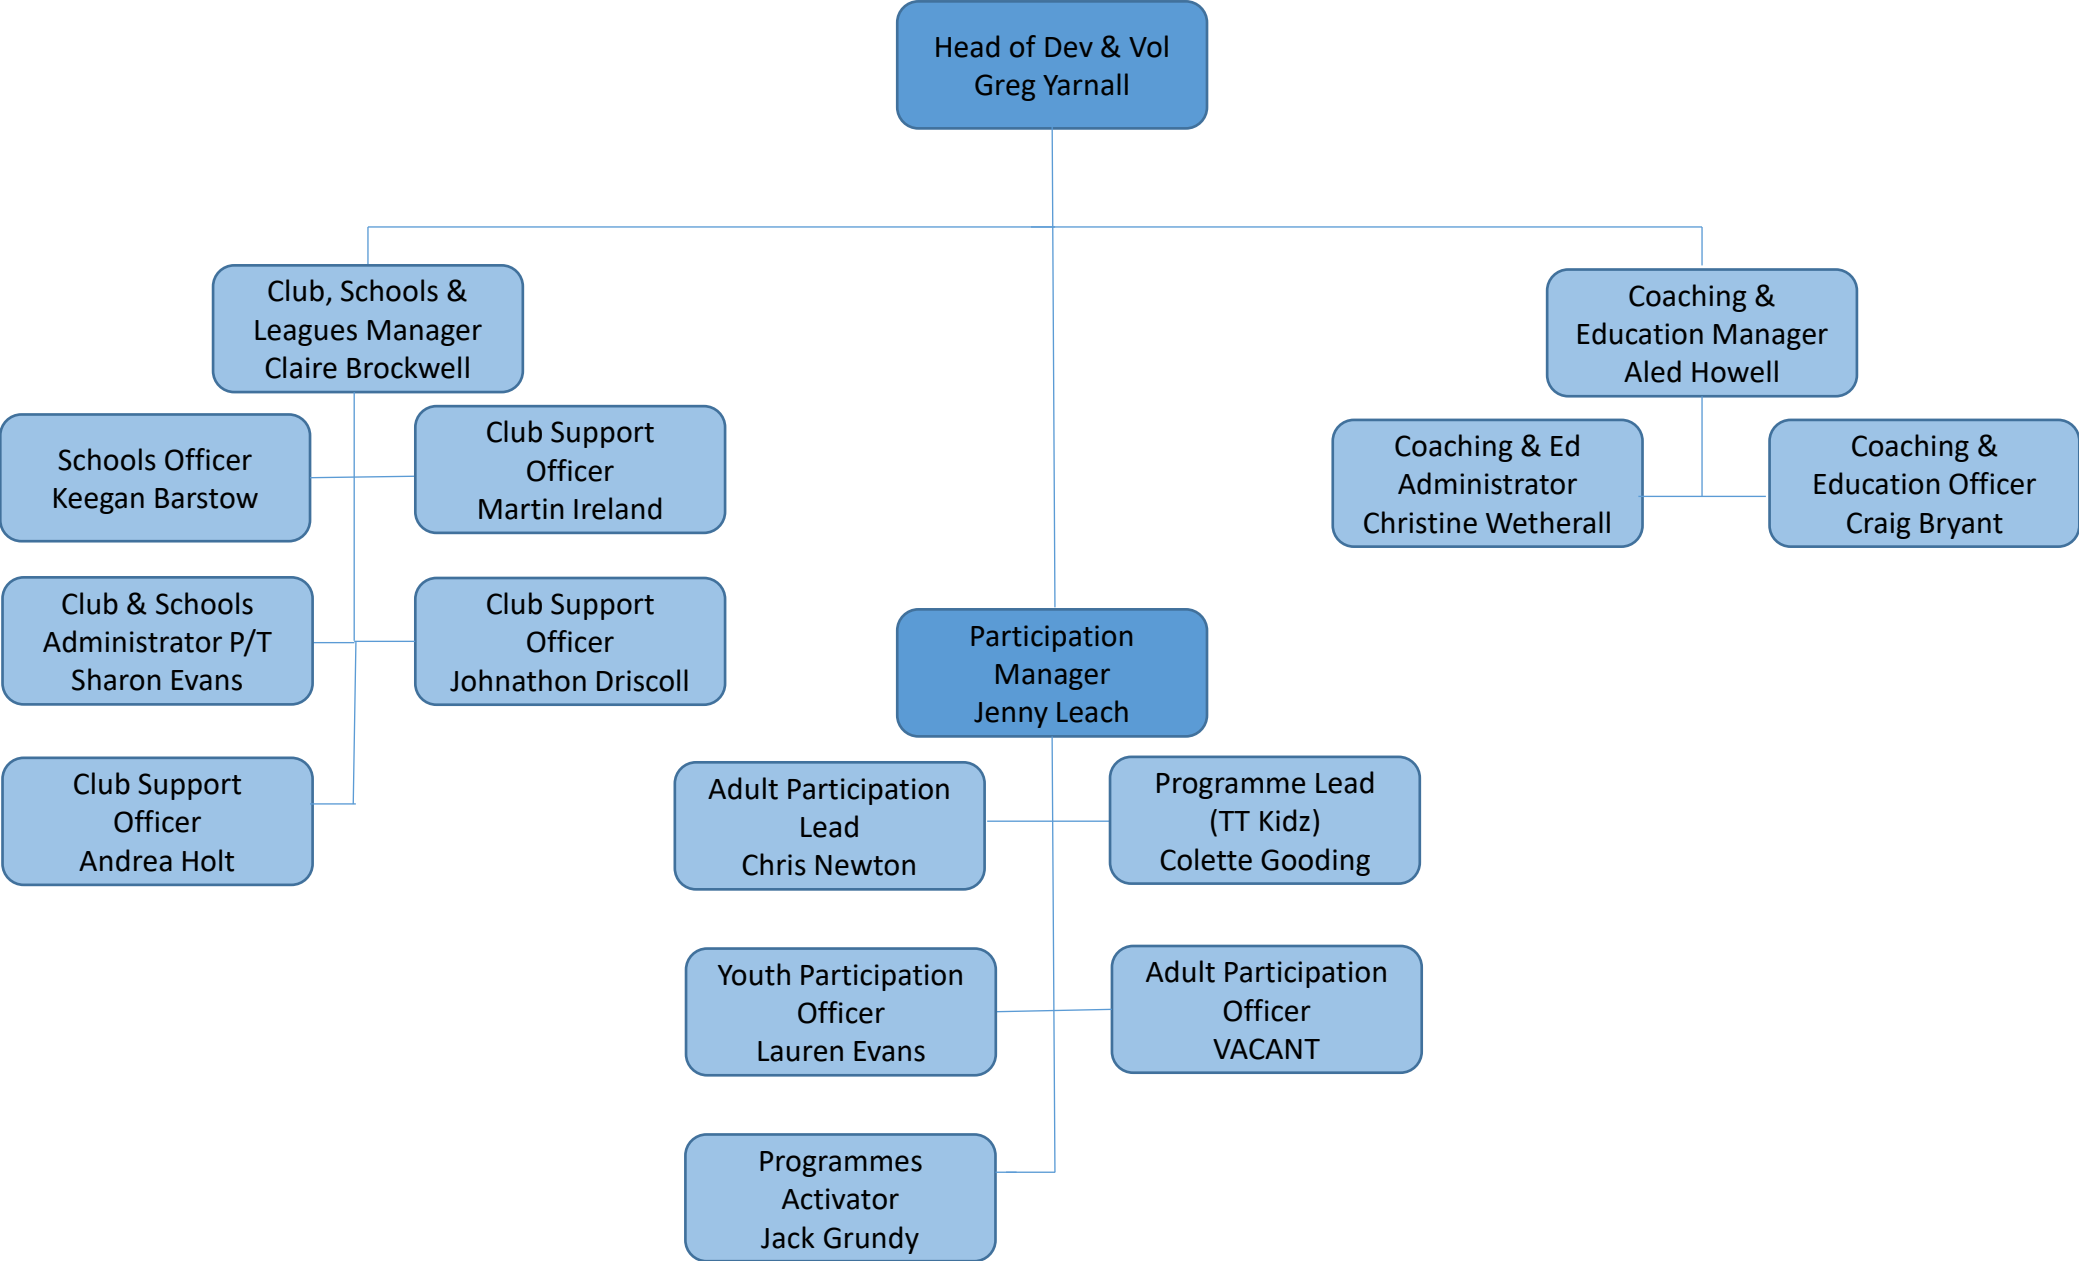 Head of Dev & Vol
Greg Yarnall
Club, Schools &
Leagues Manager
Claire Brockwell
Coaching &
Education Manager
Aled Howell
Schools Officer
Keegan Barstow
Club Support
Officer
Martin Ireland
Coaching & Ed
Administrator
Christine Wetherall
Coaching &
Education Officer
Craig Bryant
Club & Schools
Administrator P/T
Sharon Evans
Club Support
Officer
Johnathon Driscoll
Participation
Manager
Jenny Leach
Club Support
Officer
Andrea Holt
Adult Participation
Lead
Chris Newton
Programme Lead
(TT Kidz)
Colette Gooding
Youth Participation
Officer
Lauren Evans
Adult Participation
Officer
VACANT
Programmes
Activator
Jack Grundy